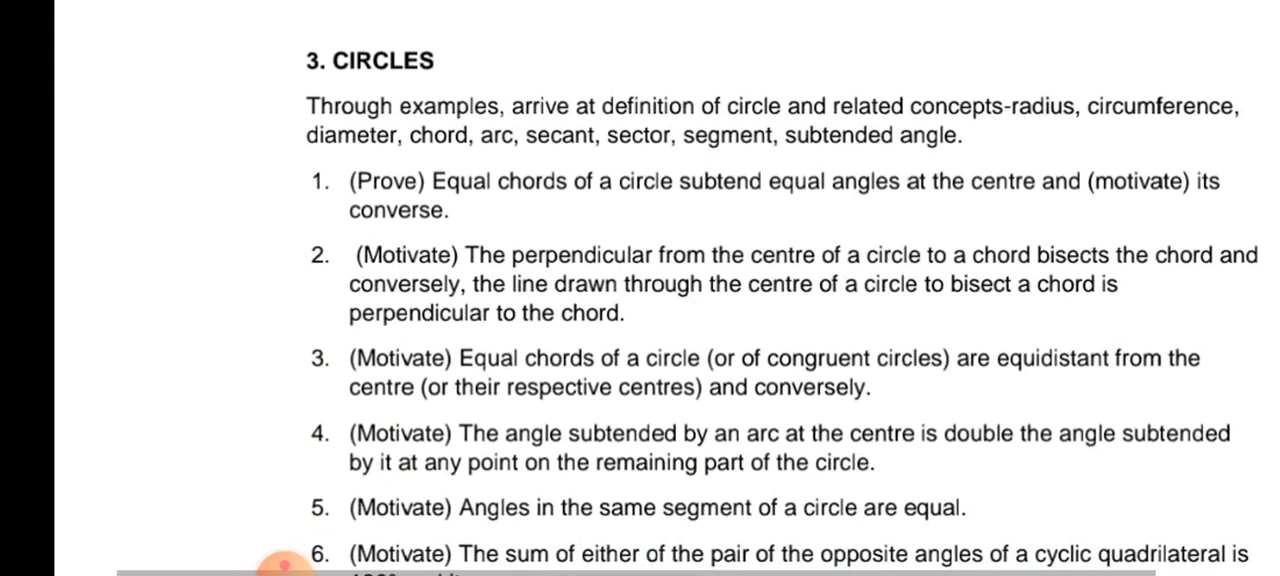 3. CIRCLES
Through examples, arrive at definition of circle and related concepts-radius, circumference,
diameter, chord, arc, secant, sector, segment, subtended angle.
1. (Prove) Equal chords of a circle subtend equal angles at the centre and (motivate) its
converse.
2. (Motivate) The perpendicular from the centre of a circle to a chord bisects the chord and
conversely, the line drawn through the centre of a circle to bisect a chord is
perpendicular to the chord.
3. (Motivate) Equal chords of a circle (or of congruent circles) are equidistant from the
centre (or their respective centres) and conversely.
4. (Motivate) The angle subtended by an arc at the centre is double the angle subtended
by it at any point on the remaining part of the circle.
5. (Motivate) Angles in the same segment of a circle are equal.
6. (Motivate) The sum of either of the pair of the opposite angles of a cyclic quadrilateral is